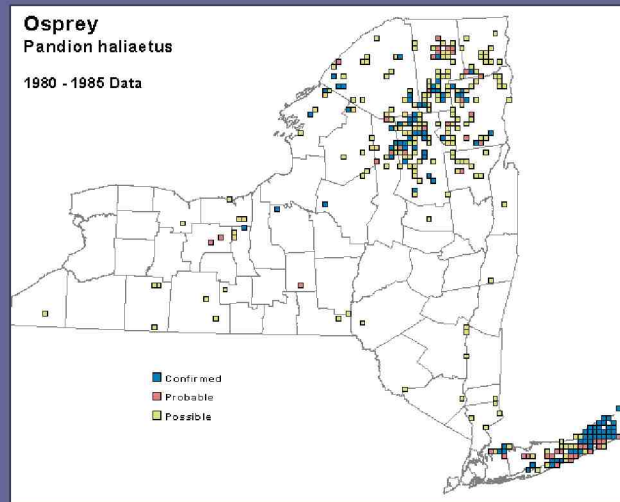 Osprey
Pandion haliaetus
1980 - 1985 Data
Confirmed
Probable
Possible